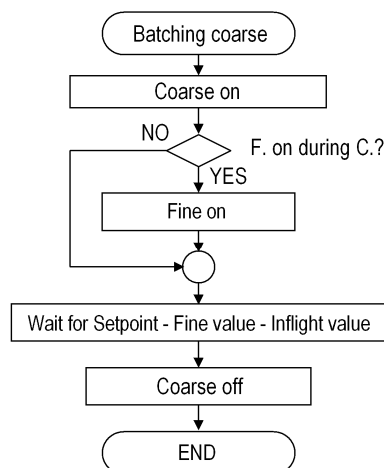 Batching coarse
Coarse on
NO
F. on during C.?
YES
Fine on
Wait for Setpoint - Fine value - Inflight value
Coarse off
END